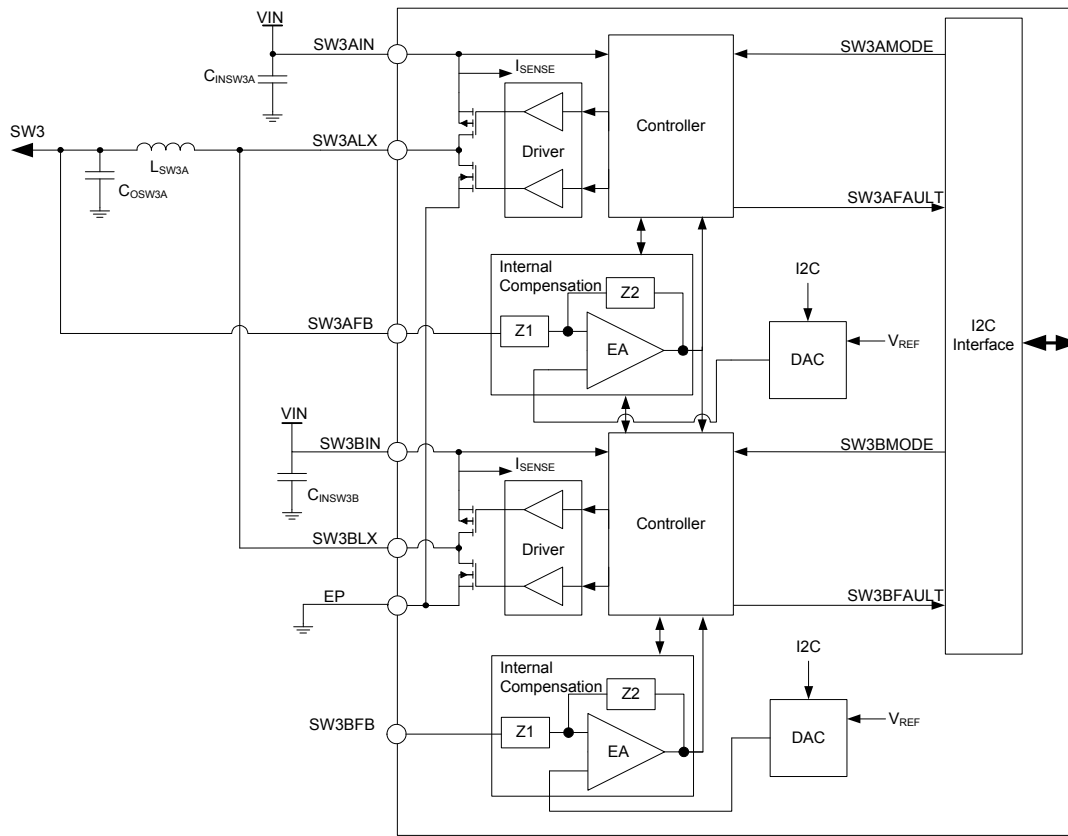 VIN
SW3AIN
CINSW3A
ISENSE
SW3AMODE
Controller
SW3
SW3ALX
LSW3A
COSW3A
Driver
SW3AFAULT
Internal
Compensation
Z2
Z1
EA
SW3AFB
I2C
DAC
VREF
I2C
Interface
VIN
SW3BIN
CINSW3B
ISENSE
SW3BMODE
Controller
SW3BLX
Driver
EP
SW3BFAULT
Internal
Compensation
Z2
Z1
EA
SW3BFB
I2C
DAC
VREF